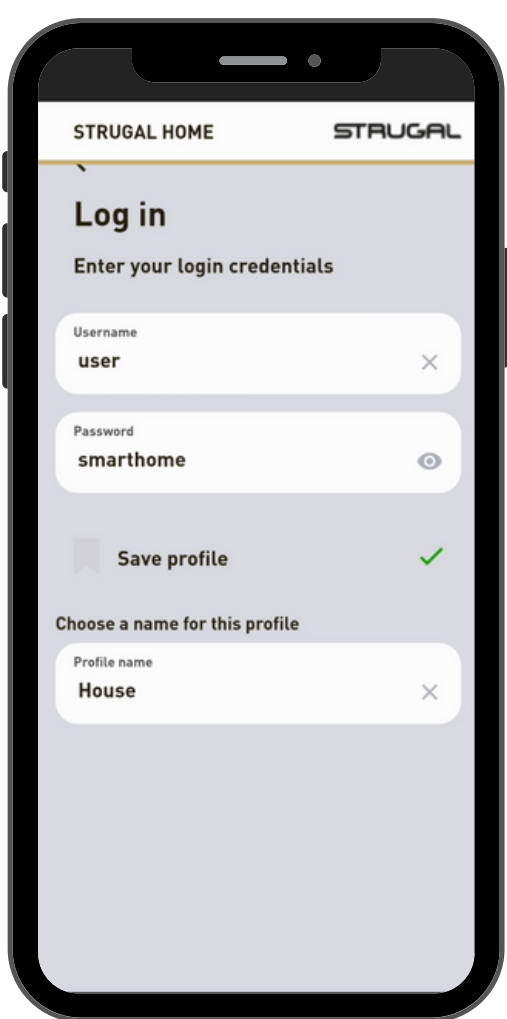 STRUGAL HOME
STRUGAL
Log in
Enter your login credentials
Username
user
Password
smarthome
Save profile
Choose a name for this profile
Profile name
House